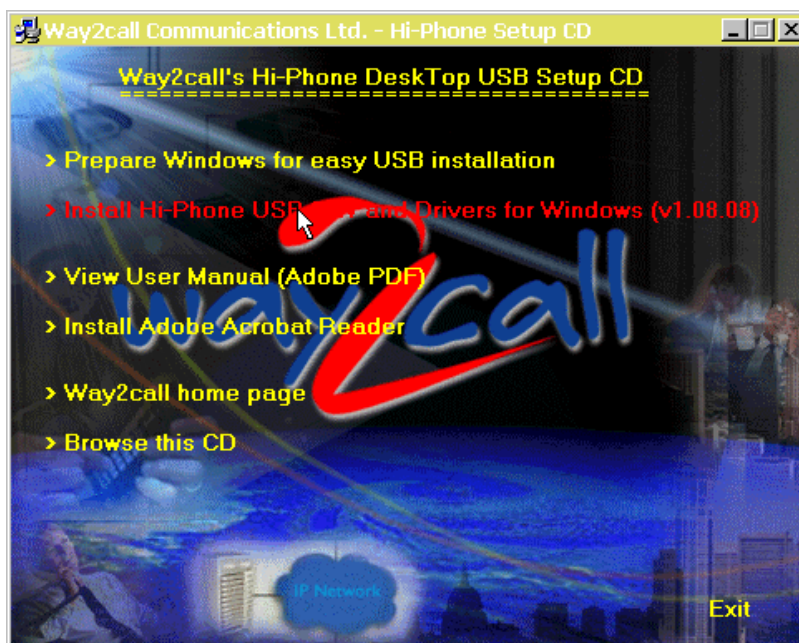 Way2call Communications Ltd. - Hi-Phone Setup CD
Way2call's Hi-Phone DeskTop USB Setup CD
=====================================
> Prepare Windows for easy USB installation
> Install Hi-Phone USB and Drivers for Windows (v1.08.08)
> View User Manual (Adobe PDF)
> Install Adobe Acrobat Reader
way2call
> Way2call home page
> Browse this CD
IP Network
Exit